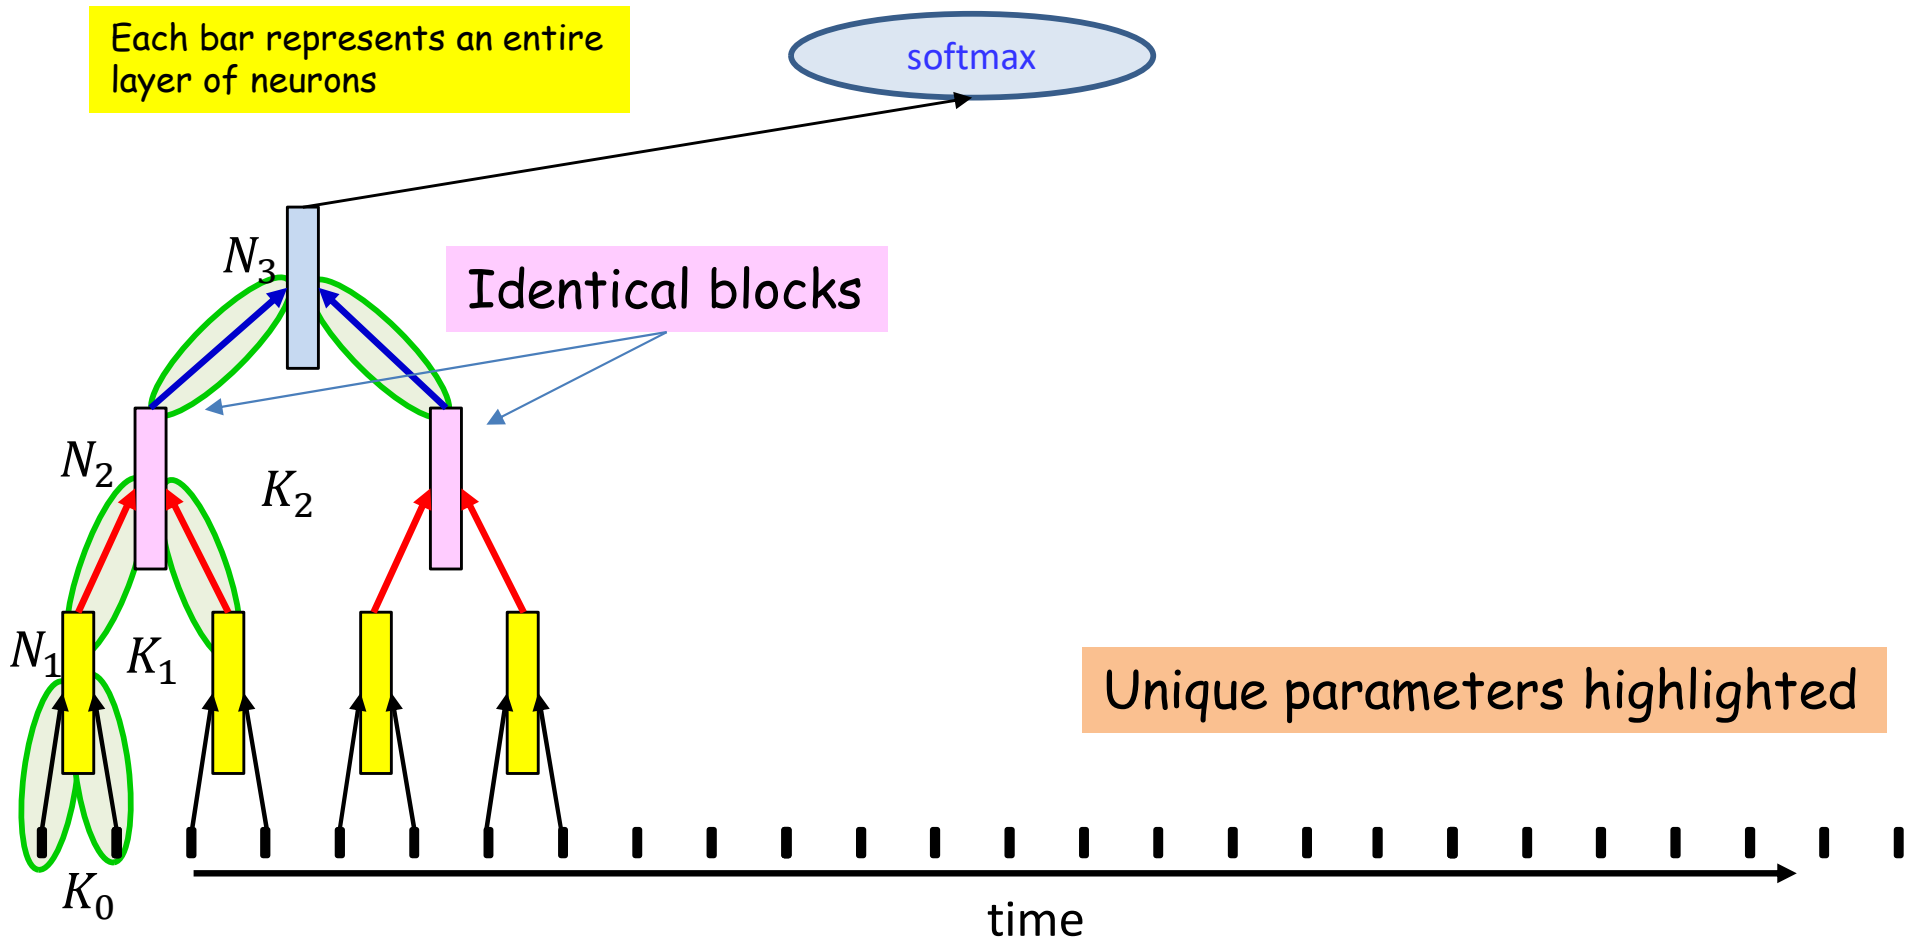 Each bar represents an entire
layer of neurons
softmax
N₃
Identical blocks
N₂
K₂
N₁
K₁
Unique parameters highlighted
K₀
time